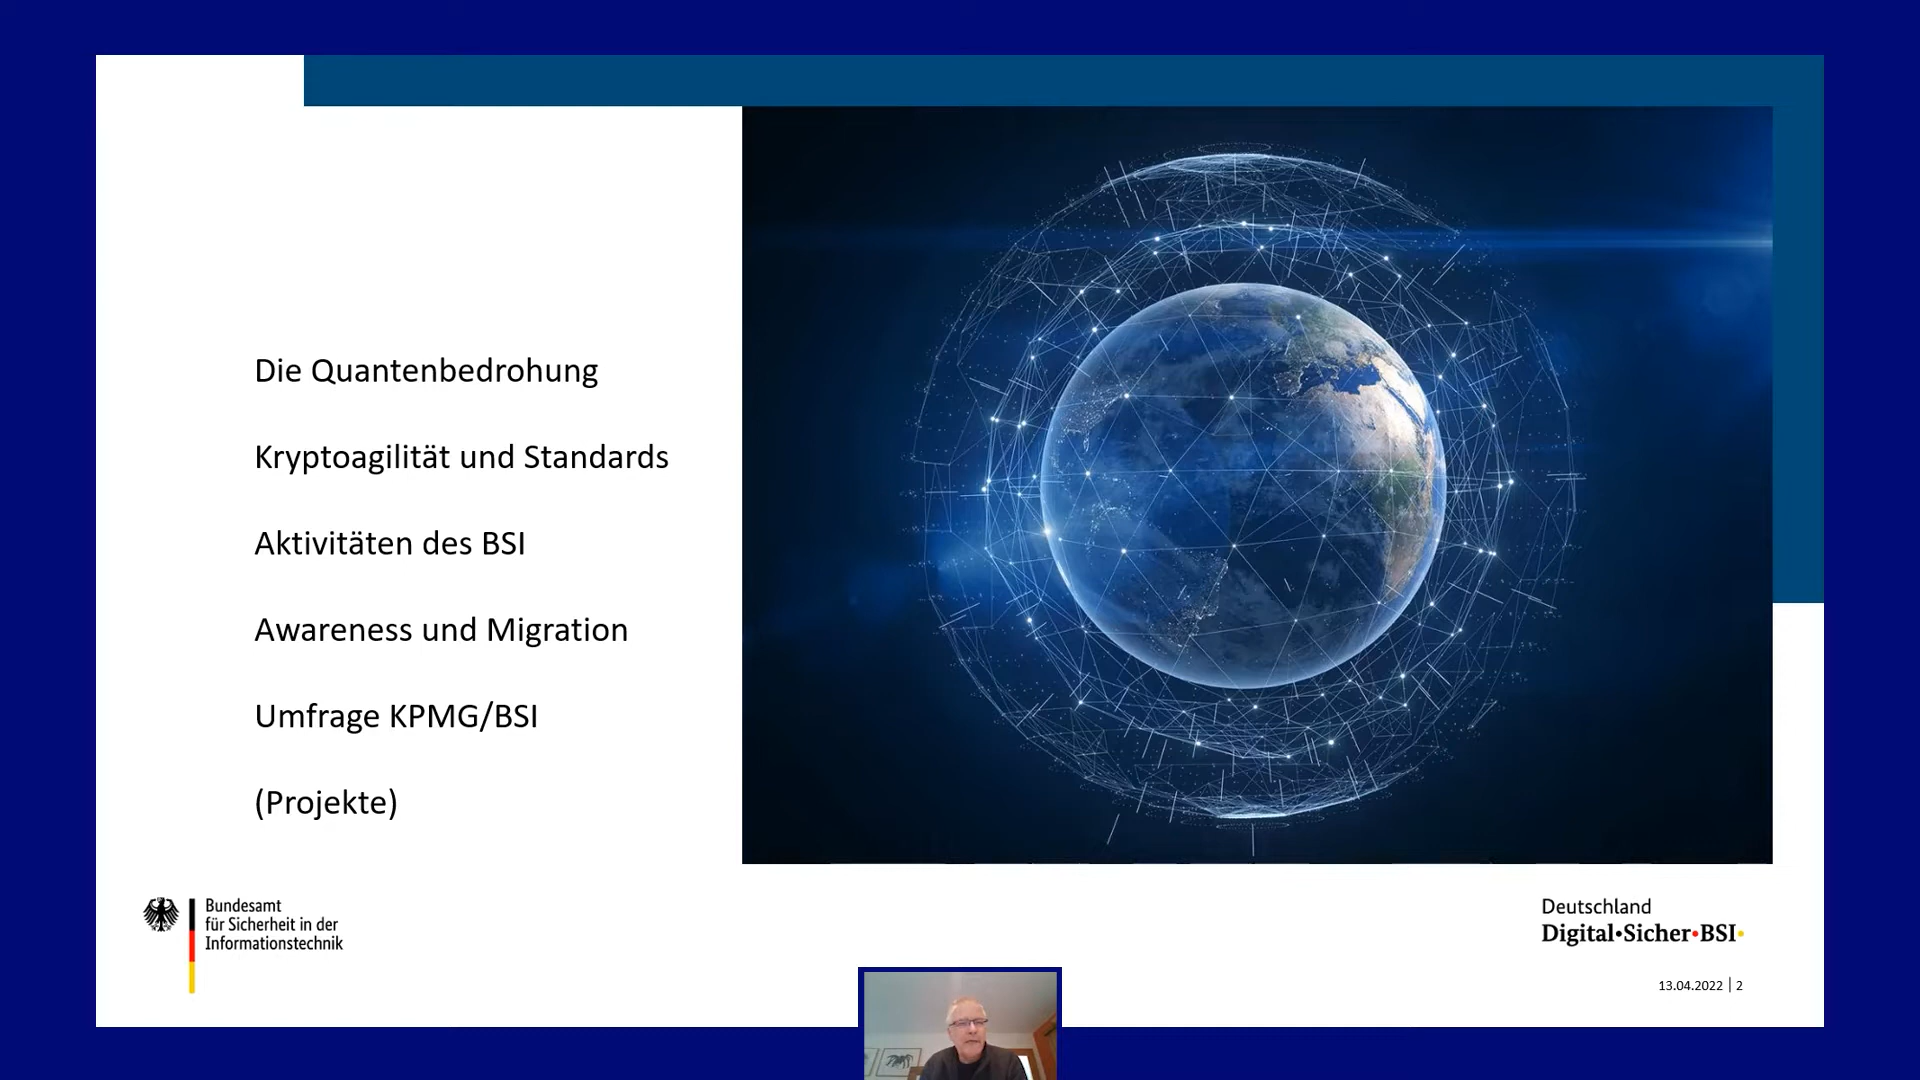 Die Quantenbedrohung
Kryptoagilität und Standards
Aktivitäten des BSI
Awareness und Migration
Umfrage KPMG/BSI
(Projekte)
Bundesamt
für Sicherheit in der
Informationstechnik
Deutschland
Digital•Sicher•BSI•
13.04.2022 | 2